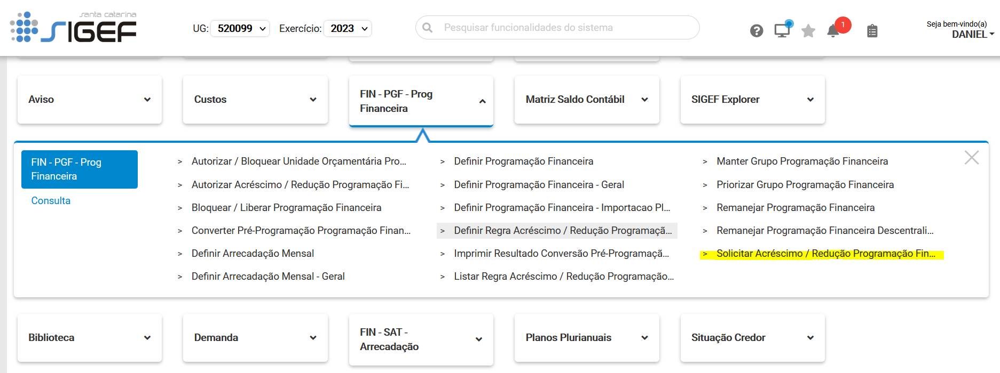 santa catarina
SIGEF
UG: 520099 Exercício: 2023
Pesquisar funcionalidades do sistema
1
Seja bem-vindo(a)
DANIEL
Aviso
Custos
FIN - PGF - Prog
Financeira
Matriz Saldo Contábil
SIGEF Explorer
FIN - PGF - Prog
Financeira
Consulta
> Autorizar / Bloquear Unidade Orçamentária Pro...
> Autorizar Acréscimo / Redução Programação Fi...
> Bloquear / Liberar Programação Financeira
> Converter Pré-Programação Programação Finan...
> Definir Arrecadação Mensal
> Definir Arrecadação Mensal - Geral
> Definir Programação Financeira
> Definir Programação Financeira - Geral
> Definir Programação Financeira - Importacao Pl...
> Definir Regra Acréscimo / Redução Programaçã...
> Imprimir Resultado Conversão Pré-Programaçã...
> Listar Regra Acréscimo / Redução Programação...
> Manter Grupo Programação Financeira
> Priorizar Grupo Programação Financeira
> Remanejar Programação Financeira
> Remanejar Programação Financeira Descentrali...
> Solicitar Acréscimo / Redução Programação Fin...
Biblioteca
Demanda
FIN - SAT -
Arrecadação
Planos Plurianuais
Situação Credor